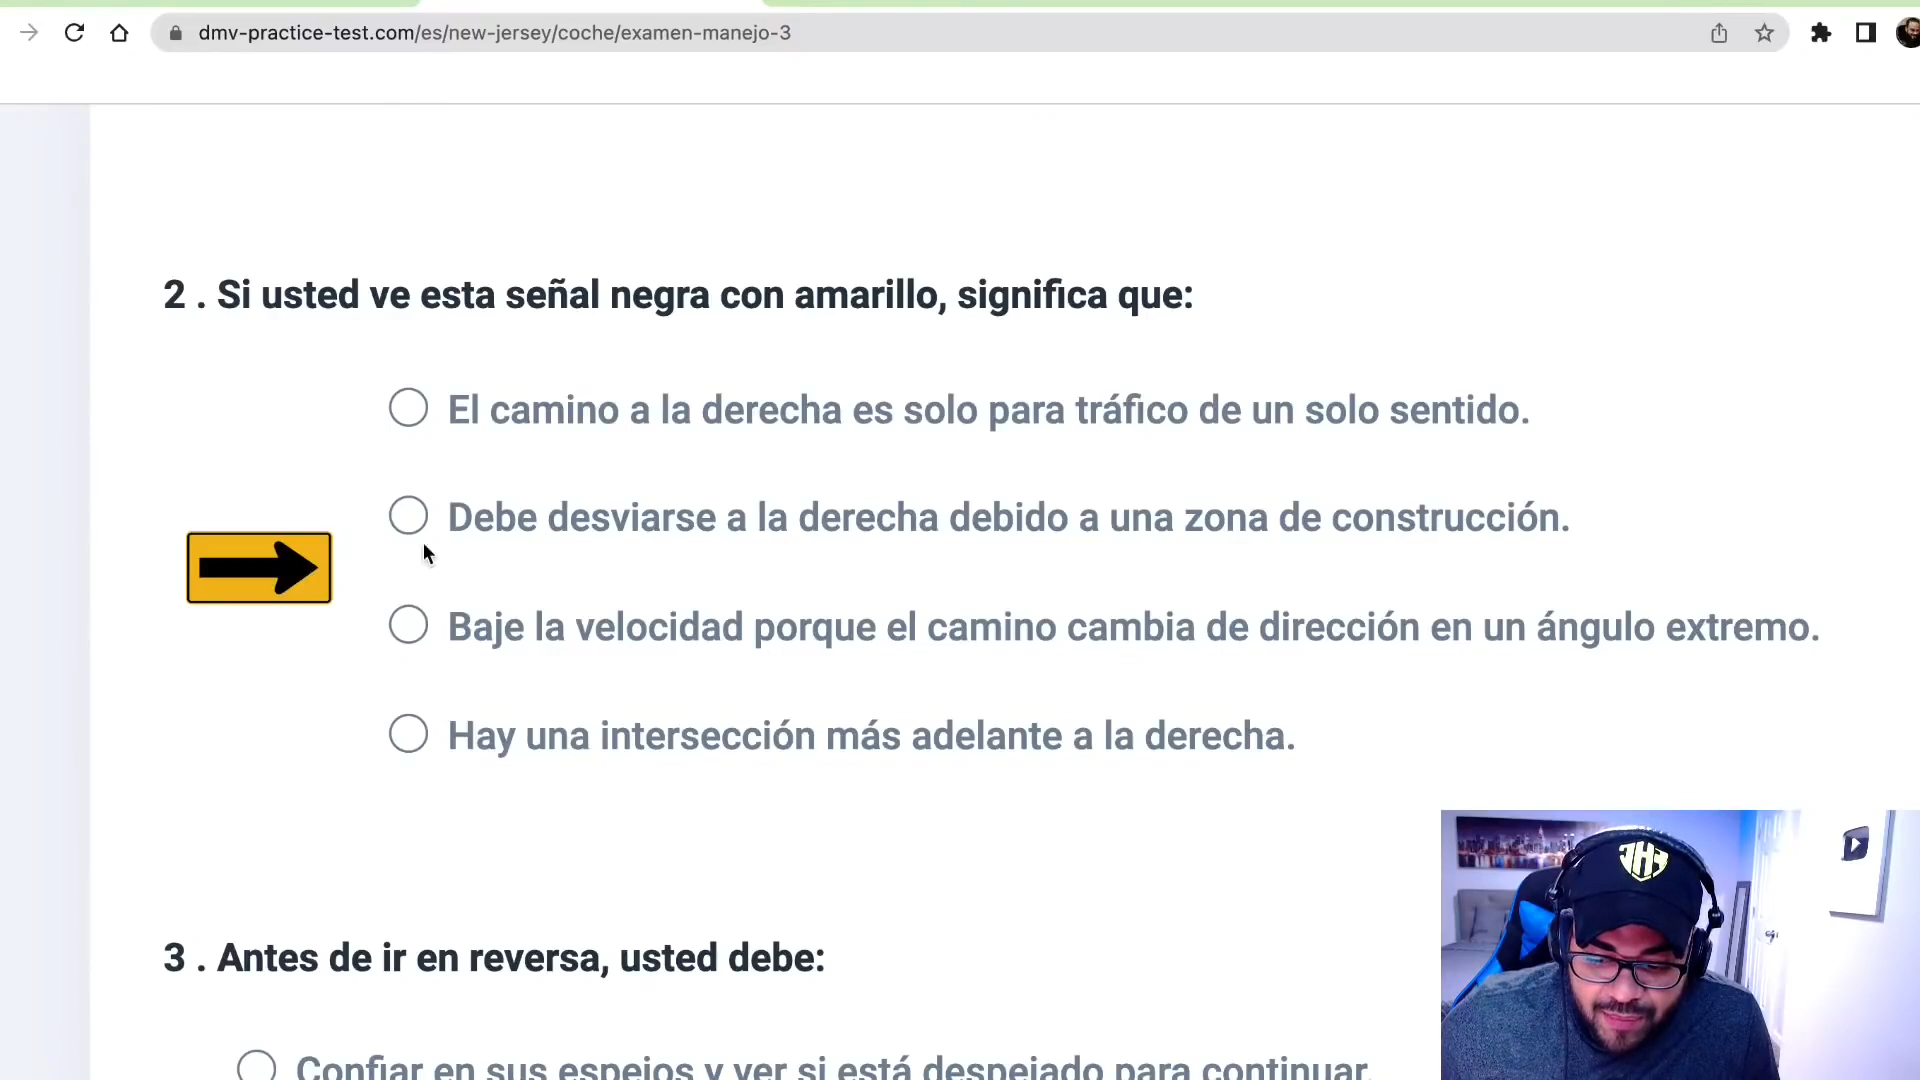 dmv-practice-test.com/es/new-jersey/coche/examen-manejo-3
2 . Si usted ve esta señal negra con amarillo, significa que:
El camino a la derecha es solo para tráfico de un solo sentido.
Debe desviarse a la derecha debido a una zona de construcción.
Baje la velocidad porque el camino cambia de dirección en un ángulo extremo.
Hay una intersección más adelante a la derecha.
3 . Antes de ir en reversa, usted debe:
Confiar en sus espejos y ver si está despejado para continuar.